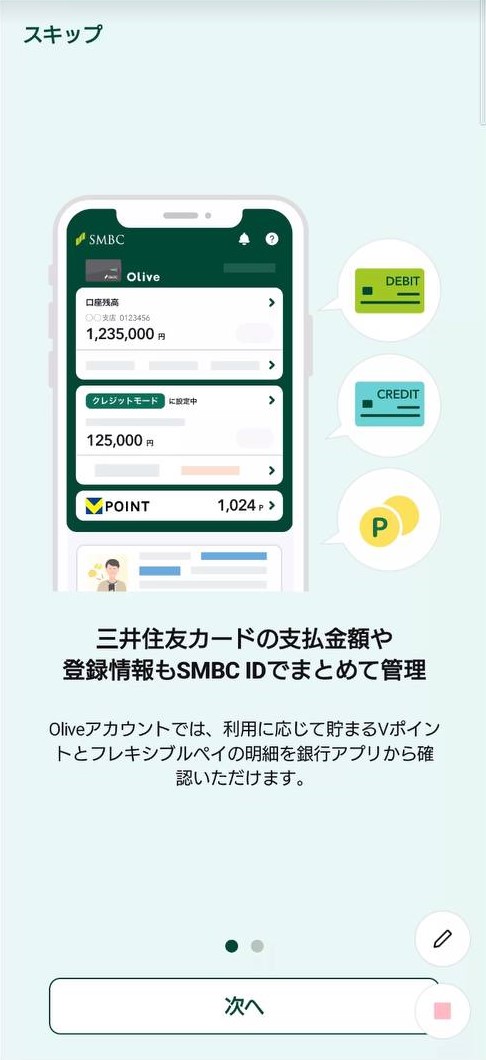 スキップ
SMBC
Olive
口座残高
〇〇支店 0123456
1,235,000 円
クレジットモード に設定中
125,000 円
V POINT 1,024 P
DEBIT
CREDIT
P
三井住友カードの支払金額や
登録情報もSMBC IDでまとめて管理
Oliveアカウントでは、利用に応じて貯まるVポイン
トとフレキシブルペイの明細を銀行アプリから確
認いただけます。
次へ